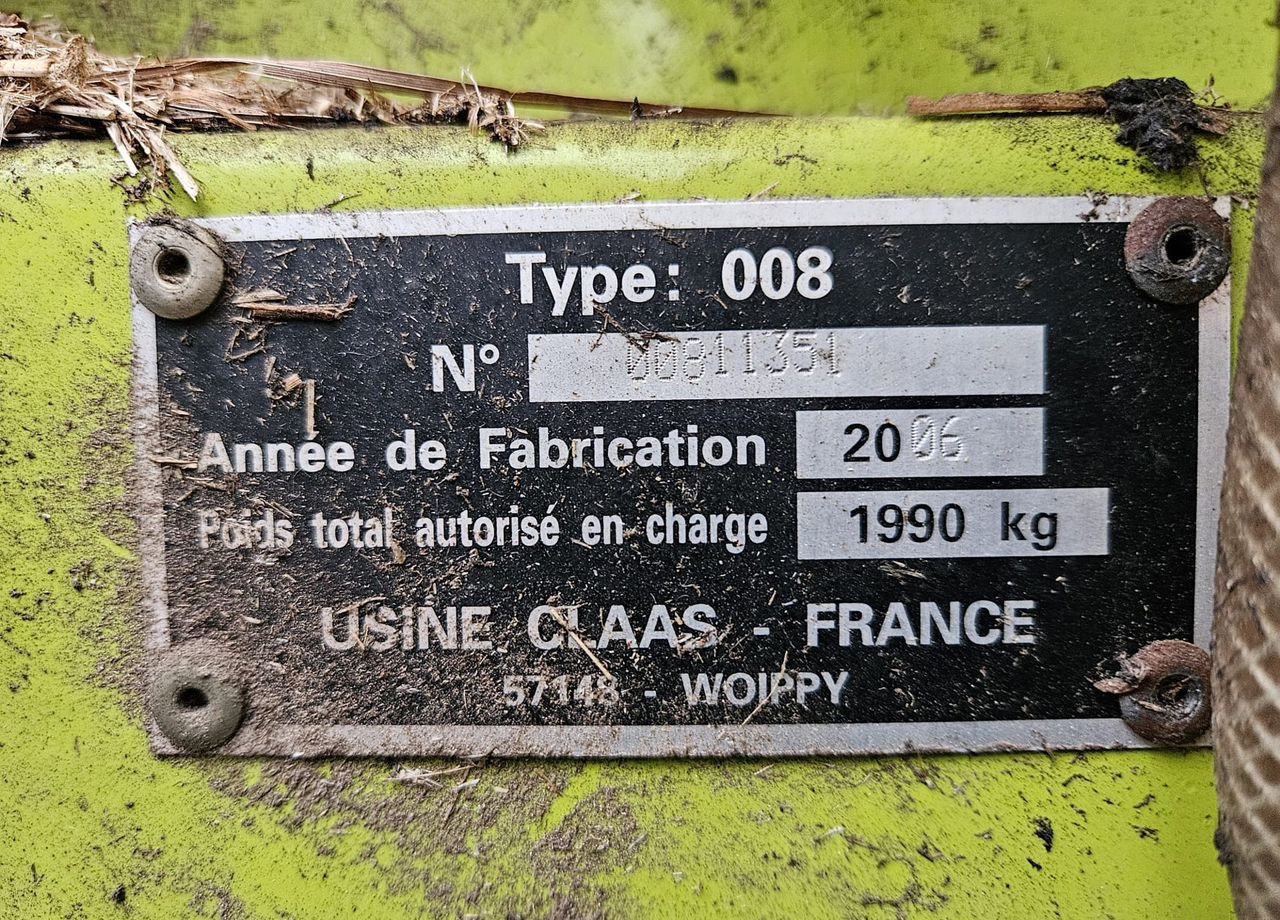 Type: 008
N° 00811351
Année de Fabrication 2006
Poids total autorisé en charge 1990 kg
USINE CLAAS - FRANCE
57148 - WOIPPY